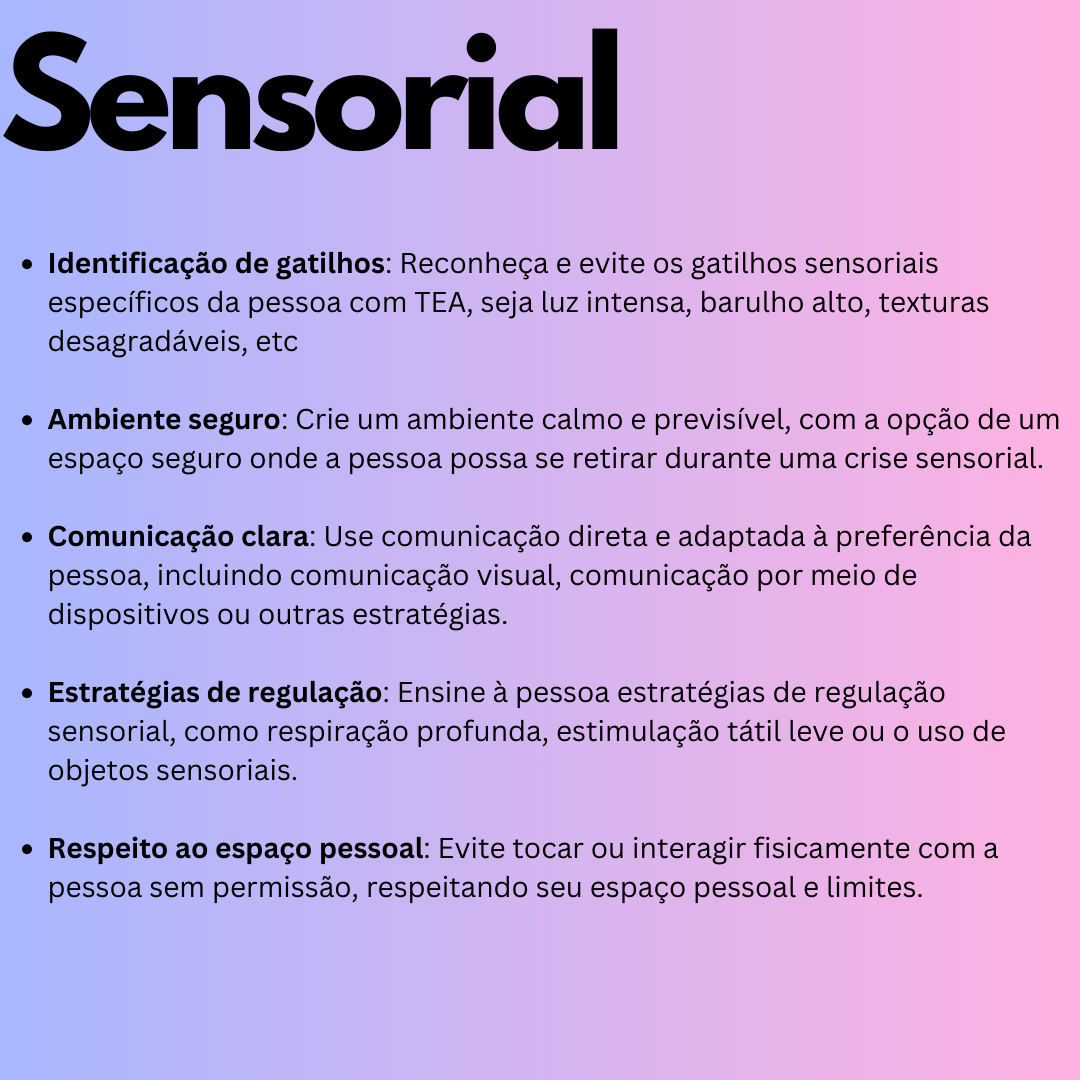 Sensorial
• Identificação de gatilhos: Reconheça e evite os gatilhos sensoriais
específicos da pessoa com TEA, seja luz intensa, barulho alto, texturas
desagradáveis, etc
• Ambiente seguro: Crie um ambiente calmo e previsível, com a opção de um
espaço seguro onde a pessoa possa se retirar durante uma crise sensorial.
• Comunicação clara: Use comunicação direta e adaptada à preferência da
pessoa, incluindo comunicação visual, comunicação por meio de
dispositivos ou outras estratégias.
• Estratégias de regulação: Ensine à pessoa estratégias de regulação
sensorial, como respiração profunda, estimulação tátil leve ou o uso de
objetos sensoriais.
• Respeito ao espaço pessoal: Evite tocar ou interagir fisicamente com a
pessoa sem permissão, respeitando seu espaço pessoal e limites.